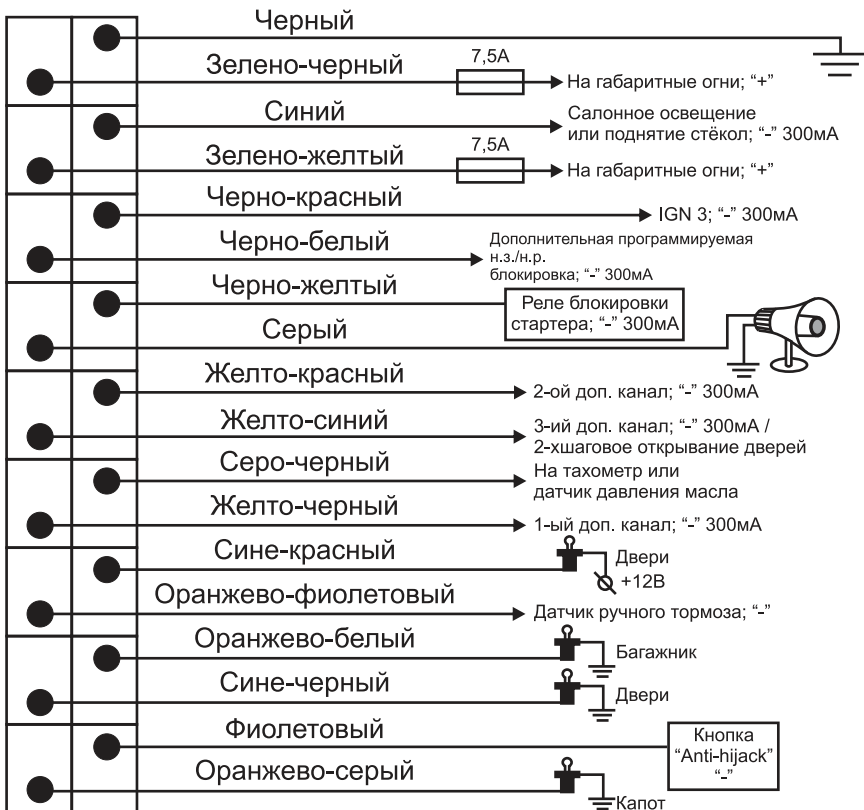 Черный
Зелено-черный
7,5А
На габаритные огни; “+”
Синий
Салонное освещение
или поднятие стёкол; “-” 300мА
Зелено-желтый
7,5А
На габаритные огни; “+”
Черно-красный
IGN 3; “-” 300мА
Черно-белый
Дополнительная программируемая
н.з./н.р.
блокировка; “-” 300мА
Черно-желтый
Реле блокировки
стартера; “-” 300мА
Серый
Желто-красный
2-ой доп. канал; “-” 300мА
Желто-синий
3-ий доп. канал; “-” 300мА /
2-хшаговое открывание дверей
Серо-черный
На тахометр или
датчик давления масла
Желто-черный
1-ый доп. канал; “-” 300мА
Сине-красный
Двери
+12В
Оранжево-фиолетовый
Датчик ручного тормоза; “-”
Оранжево-белый
Багажник
Сине-черный
Двери
Фиолетовый
Кнопка
“Anti-hijack”
“-”
Оранжево-серый
Капот